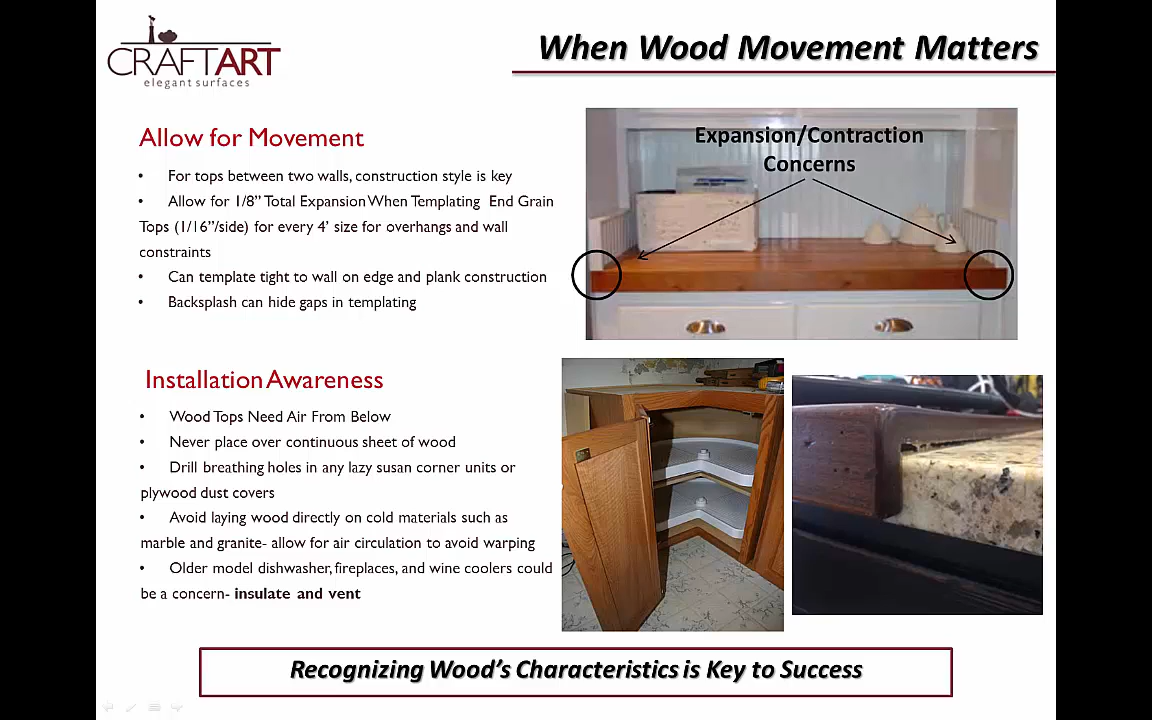 CRAFTART
elegant surfaces
When Wood Movement Matters
Allow for Movement
• For tops between two walls, construction style is key
• Allow for 1/8” Total Expansion When Templating End Grain
Tops (1/16”/side) for every 4’ size for overhangs and wall
constraints
• Can template tight to wall on edge and plank construction
• Backsplash can hide gaps in templating
Expansion/Contraction
Concerns
Installation Awareness
• Wood Tops Need Air From Below
• Never place over continuous sheet of wood
• Drill breathing holes in any lazy susan corner units or
plywood dust covers
• Avoid laying wood directly on cold materials such as
marble and granite- allow for air circulation to avoid warping
• Older model dishwasher, fireplaces, and wine coolers could
be a concern- insulate and vent
Recognizing Wood’s Characteristics is Key to Success